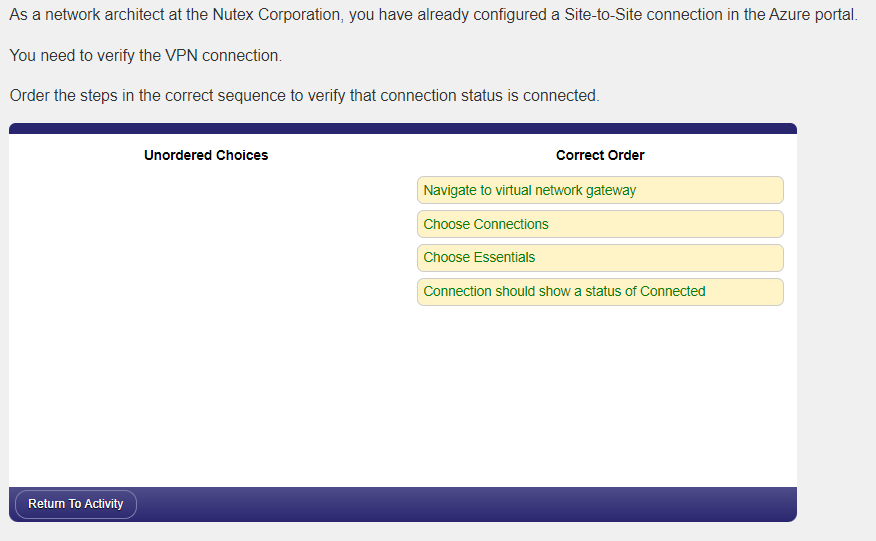 As a network architect at the Nutex Corporation, you have already configured a Site-to-Site connection in the Azure portal.
You need to verify the VPN connection.
Order the steps in the correct sequence to verify that connection status is connected.
Unordered Choices
Correct Order
Navigate to virtual network gateway
Choose Connections
Choose Essentials
Connection should show a status of Connected
Return To Activity